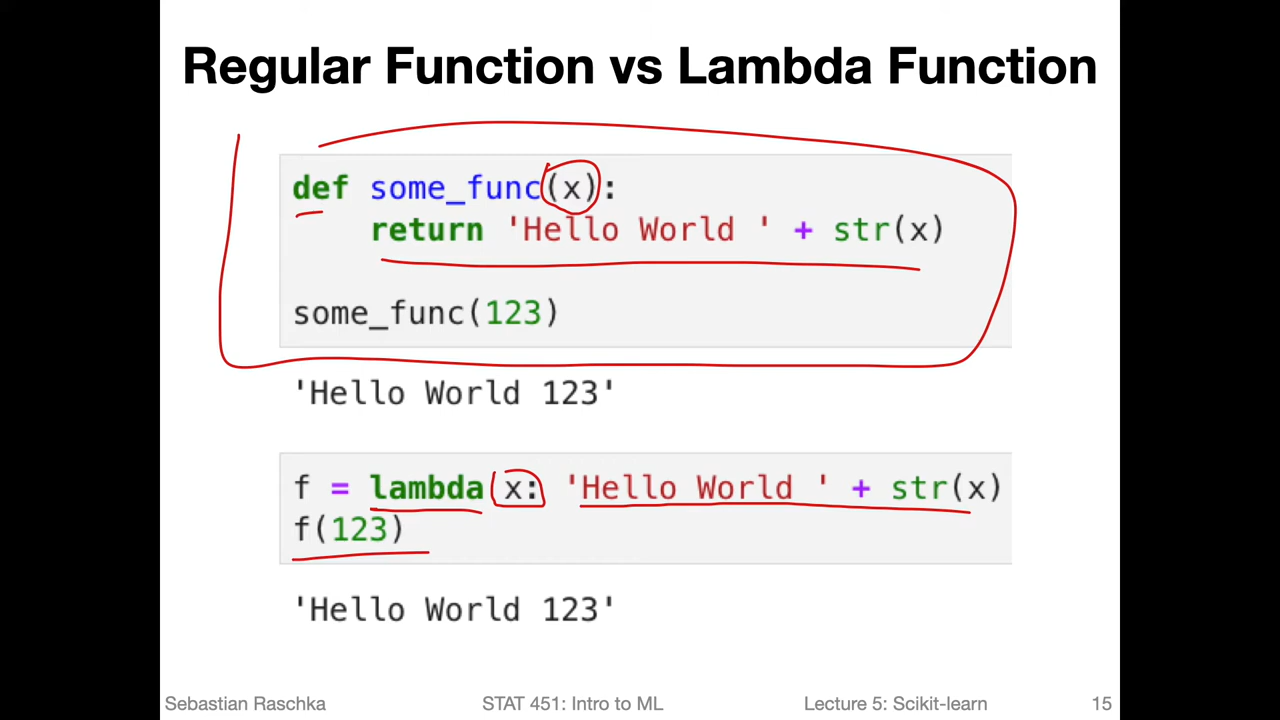 Regular Function vs Lambda Function
def some_func(x):
    return 'Hello World ' + str(x)
some_func(123)
'Hello World 123'
f = lambda x: 'Hello World ' + str(x)
f(123)
'Hello World 123'
Sebastian Raschka STAT 451: Intro to ML Lecture 5: Scikit-learn 15